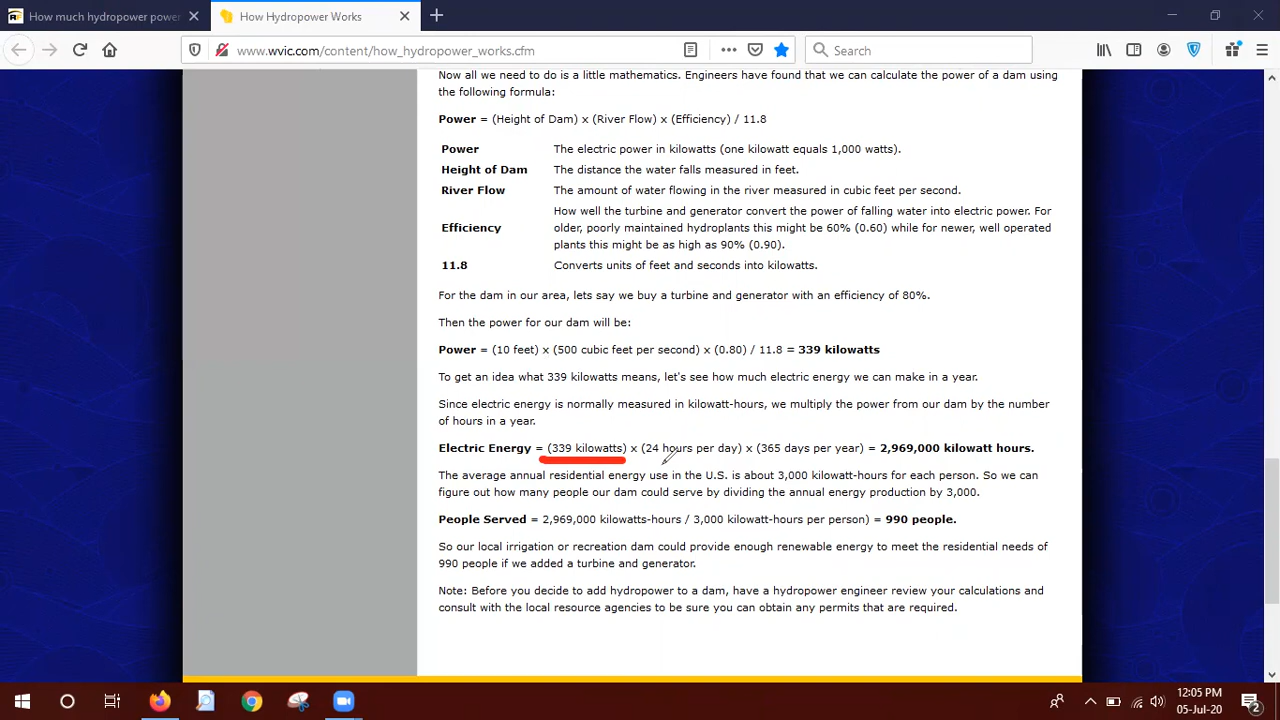 How much hydropower power
How Hydropower Works
www.wvic.com/content/how_hydropower_works.cfm
Search
Now all we need to do is a little mathematics. Engineers have found that we can calculate the power of a dam using
the following formula:
Power = (Height of Dam) x (River Flow) x (Efficiency) / 11.8
Power The electric power in kilowatts (one kilowatt equals 1,000 watts).
Height of Dam The distance the water falls measured in feet.
River Flow The amount of water flowing in the river measured in cubic feet per second.
How well the turbine and generator convert the power of falling water into electric power. For
Efficiency older, poorly maintained hydroplants this might be 60% (0.60) while for newer, well operated
plants this might be as high as 90% (0.90).
11.8 Converts units of feet and seconds into kilowatts.
For the dam in our area, lets say we buy a turbine and generator with an efficiency of 80%.
Then the power for our dam will be:
Power = (10 feet) x (500 cubic feet per second) x (0.80) / 11.8 = 339 kilowatts
To get an idea what 339 kilowatts means, let's see how much electric energy we can make in a year.
Since electric energy is normally measured in kilowatt-hours, we multiply the power from our dam by the number
of hours in a year.
Electric Energy = (339 kilowatts) x (24 hours per day) x (365 days per year) = 2,969,000 kilowatt hours.
The average annual residential energy use in the U.S. is about 3,000 kilowatt-hours for each person. So we can
figure out how many people our dam could serve by dividing the annual energy production by 3,000.
People Served = 2,969,000 kilowatts-hours / 3,000 kilowatt-hours per person) = 990 people.
So our local irrigation or recreation dam could provide enough renewable energy to meet the residential needs of
990 people if we added a turbine and generator.
Note: Before you decide to add hydropower to a dam, have a hydropower engineer review your calculations and
consult with the local resource agencies to be sure you can obtain any permits that are required.
12:05 PM
05-Jul-20
2